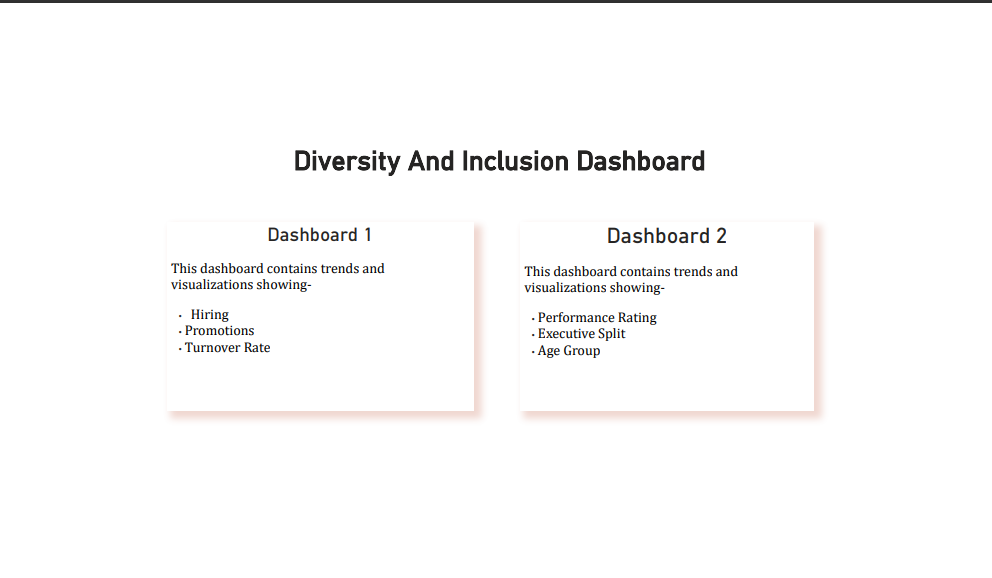 Diversity And Inclusion Dashboard
Dashboard 1
This dashboard contains trends and
visualizations showing-
· Hiring
· Promotions
· Turnover Rate
Dashboard 2
This dashboard contains trends and
visualizations showing-
· Performance Rating
· Executive Split
· Age Group